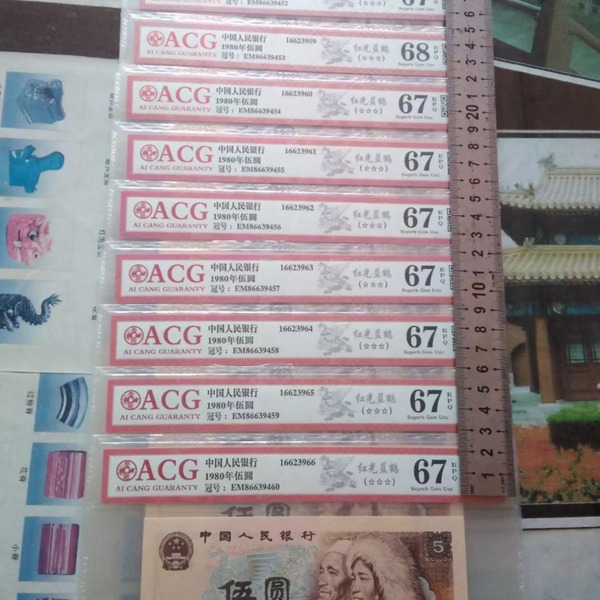 67
冠号: EM86639452
Superb Gem Unc
ACG
AI CANG GUARANTY
中国人民银行
1980年伍圆
冠号: EM86639453
16623959
红光蓝鹤
(☆☆☆)
68 EPQ
Superb Gem Unc
ACG
AI CANG GUARANTY
中国人民银行
1980年伍圆
冠号: EM86639454
16623960
红光蓝鹤
(☆☆☆)
67 EPQ
Superb Gem Unc
ACG
AI CANG GUARANTY
中国人民银行
1980年伍圆
冠号: EM86639455
16623961
红光蓝鹤
(☆☆☆)
67 EPQ
Superb Gem Unc
ACG
AI CANG GUARANTY
中国人民银行
1980年伍圆
冠号: EM86639456
16623962
红光蓝鹤
(☆☆☆)
67 EPQ
Superb Gem Unc
ACG
AI CANG GUARANTY
中国人民银行
1980年伍圆
冠号: EM86639457
16623963
红光蓝鹤
(☆☆☆)
67 EPQ
Superb Gem Unc
ACG
AI CANG GUARANTY
中国人民银行
1980年伍圆
冠号: EM86639458
16623964
红光蓝鹤
(☆☆☆)
67 EPQ
Superb Gem Unc
ACG
AI CANG GUARANTY
中国人民银行
1980年伍圆
冠号: EM86639459
16623965
红光蓝鹤
(☆☆☆)
67 EPQ
Superb Gem Unc
ACG
AI CANG GUARANTY
中国人民银行
1980年伍圆
冠号: EM86639460
16623966
红光蓝鹤
(☆☆☆)
67 EPQ
Superb Gem Unc
中国人民银行
伍圆
5